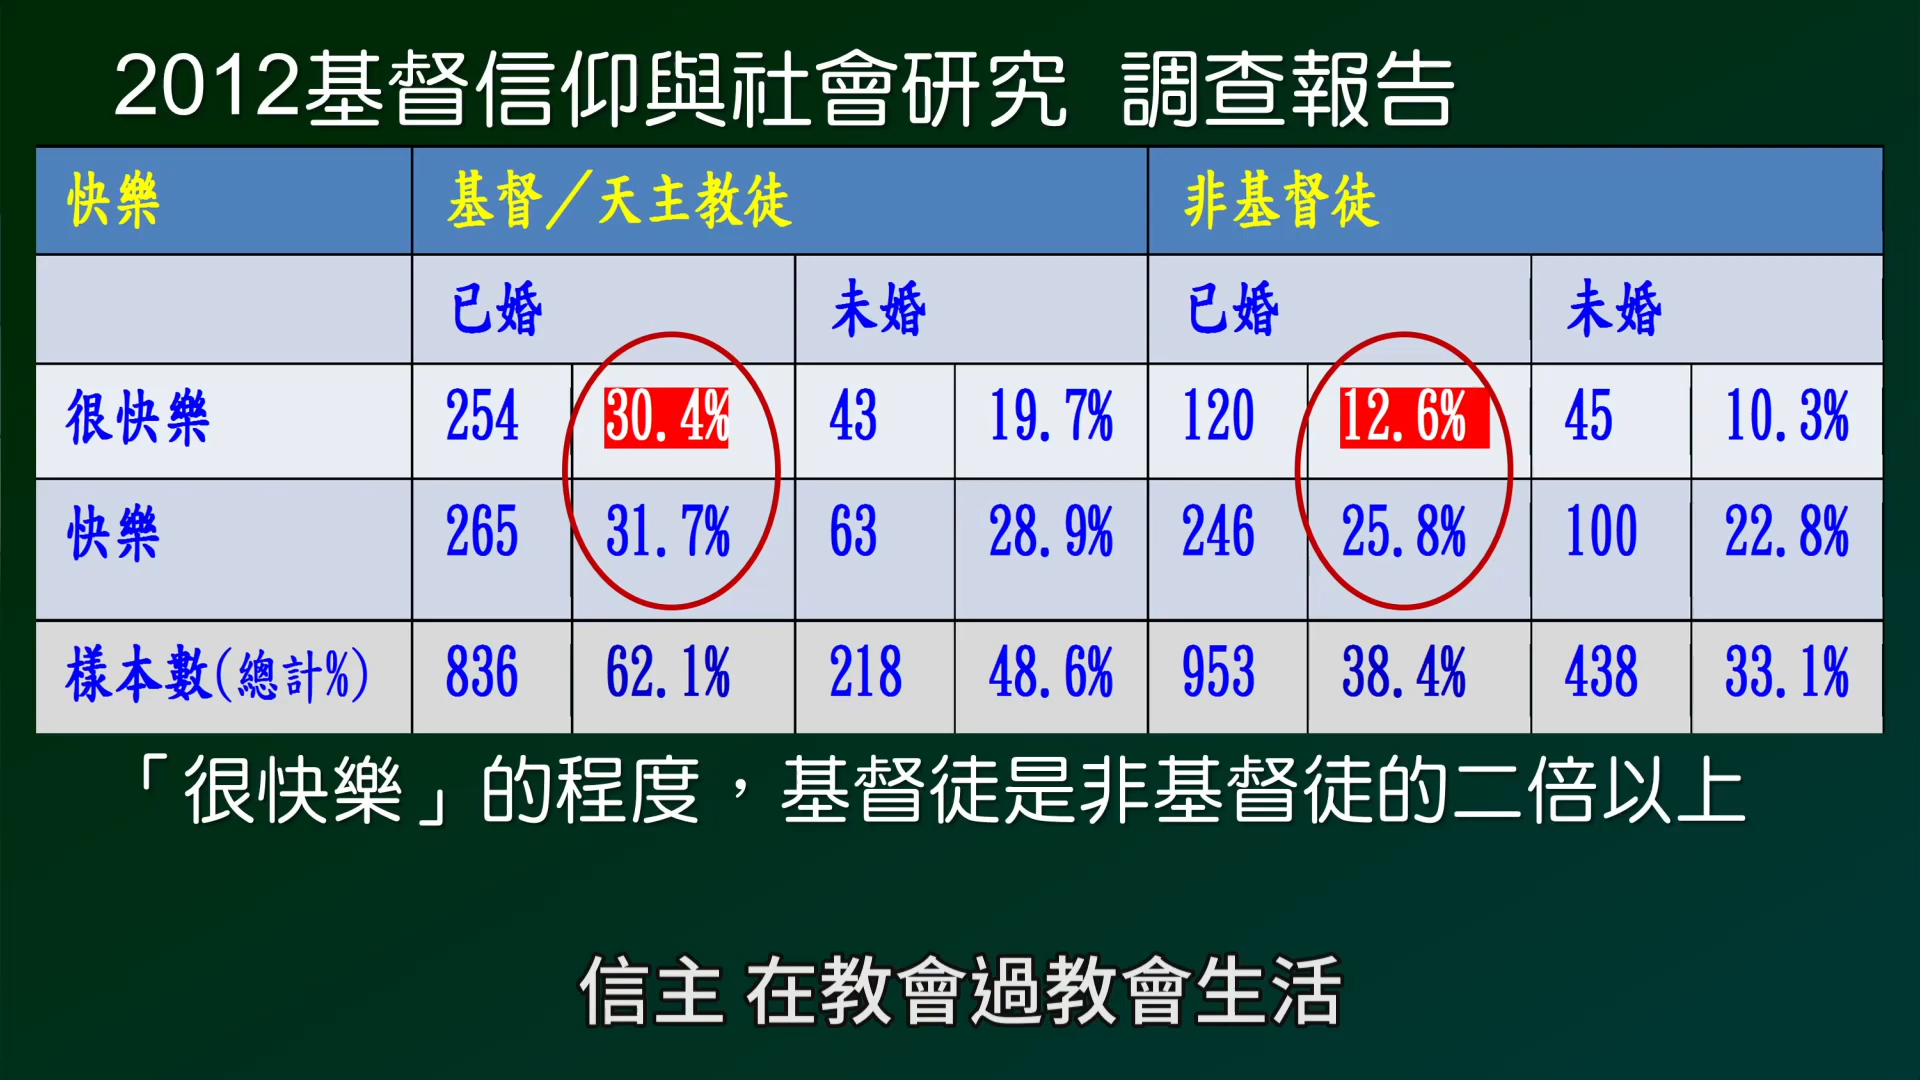 2012基督信仰與社會研究 調查報告
快樂 基督／天主教徒 非基督徒
已婚 未婚 已婚 未婚
很快樂 254 30.4% 43 19.7% 120 12.6% 45 10.3%
快樂 265 31.7% 63 28.9% 246 25.8% 100 22.8%
樣本數(總計%) 836 62.1% 218 48.6% 953 38.4% 438 33.1%
「很快樂」的程度，基督徒是非基督徒的二倍以上
信主 在教會過教會生活